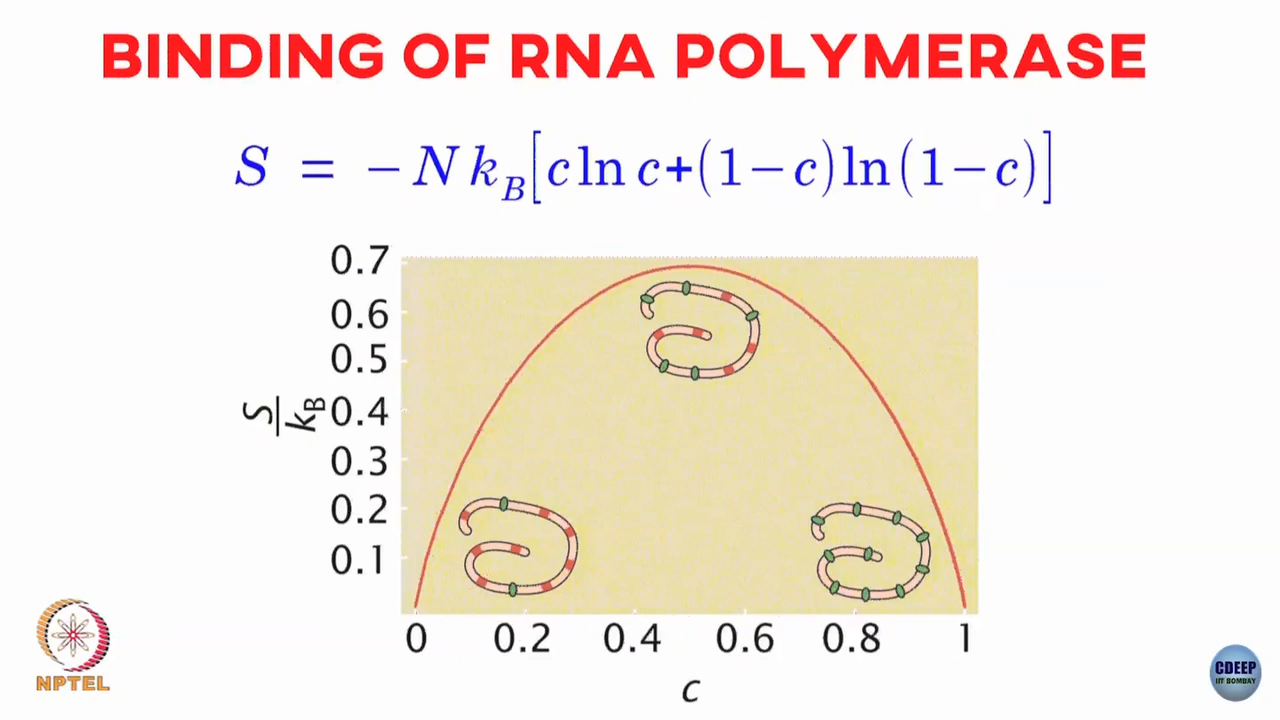 BINDING OF RNA POLYMERASE
S = −N k_B [c ln c+(1−c) ln (1−c)]
0.7
0.6
0.5
0.4
0.3
0.2
0.1
S/k_B
0 0.2 0.4 0.6 0.8 1
c
NPTEL
CDEEP
IIT BOMBAY